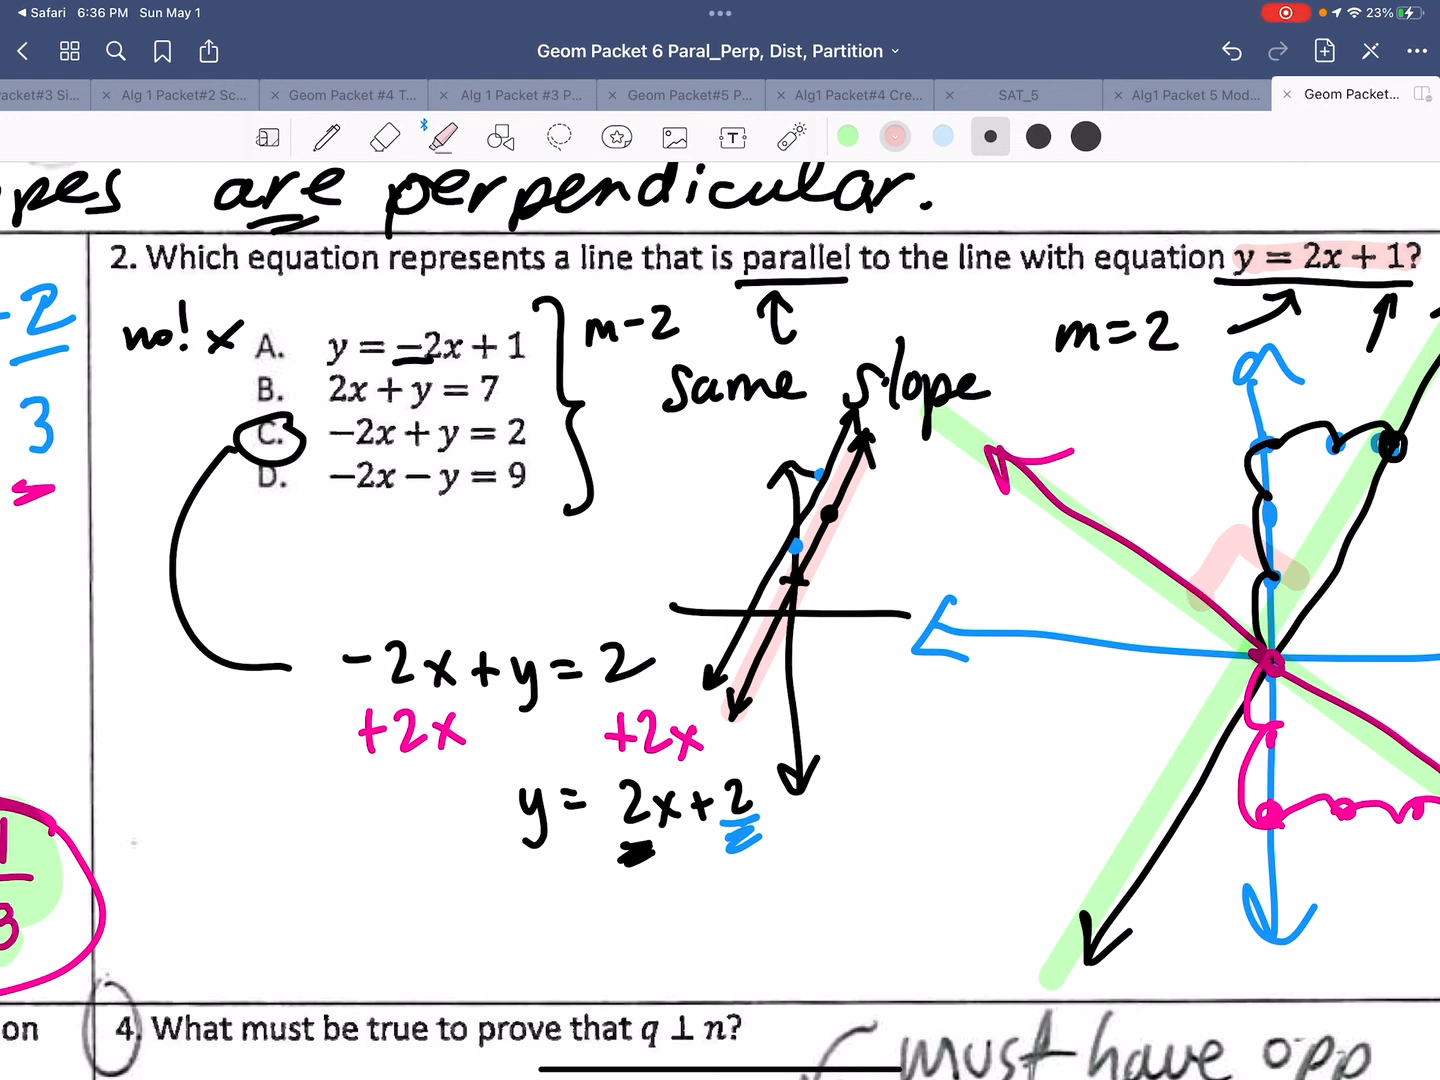 Safari 6:36 PM Sun May 1
23%
Geom Packet 6 Paral_Perp, Dist, Partition
acket#3 Si... × Alg 1 Packet#2 Sc... × Geom Packet #4 T... × Alg 1 Packet #3 P... × Geom Packet#5 P... × Alg1 Packet#4 Cre... × SAT_5 × Alg1 Packet 5 Mod... × Geom Packet...
pes are perpendicular.
2. Which equation represents a line that is parallel to the line with equation y = 2x + 1?
-2
3
no! x
A. y = −2x + 1
B. 2x + y = 7
C. −2x + y = 2
D. −2x − y = 9
m-2
same slope
m=2
-2x+y=2
+2x +2x
y= 2x+2
1
3
on
4. What must be true to prove that q ⊥ n?
must have opp